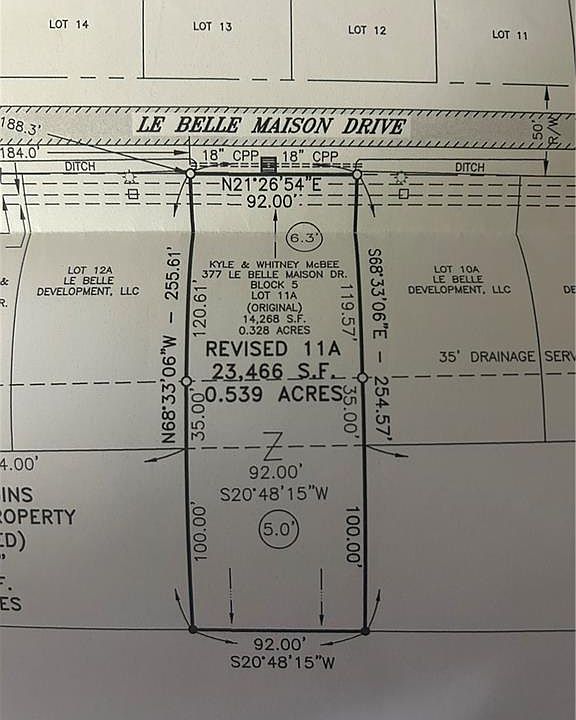 LOT 14
LOT 13
LOT 12
LOT 11
LE BELLE MAISON DRIVE
50'
R/W
188.3'
184.0'
DITCH
18" CPP
18" CPP
DITCH
N21°26'54"E
92.00'
6.3'
KYLE & WHITNEY McBEE
377 LE BELLE MAISON DR.
BLOCK 5
LOT 11A
(ORIGINAL)
14,268 S.F.
0.328 ACRES
REVISED 11A
23,466 S.F.
0.539 ACRES
LOT 12A
LE BELLE
DEVELOPMENT, LLC
LOT 10A
LE BELLE
DEVELOPMENT, LLC
&
R.
DE
N68°33'06"W - 255.61'
120.61'
119.57'
S68°33'06"E - 254.57'
35' DRAINAGE SERV
35.00'
35.00'
4.00'
Z
92.00'
S20°48'15"W
5.0'
100.00'
100.00'
INS
ROPERTY
ED)
"
F.
ES
92.00'
S20°48'15"W